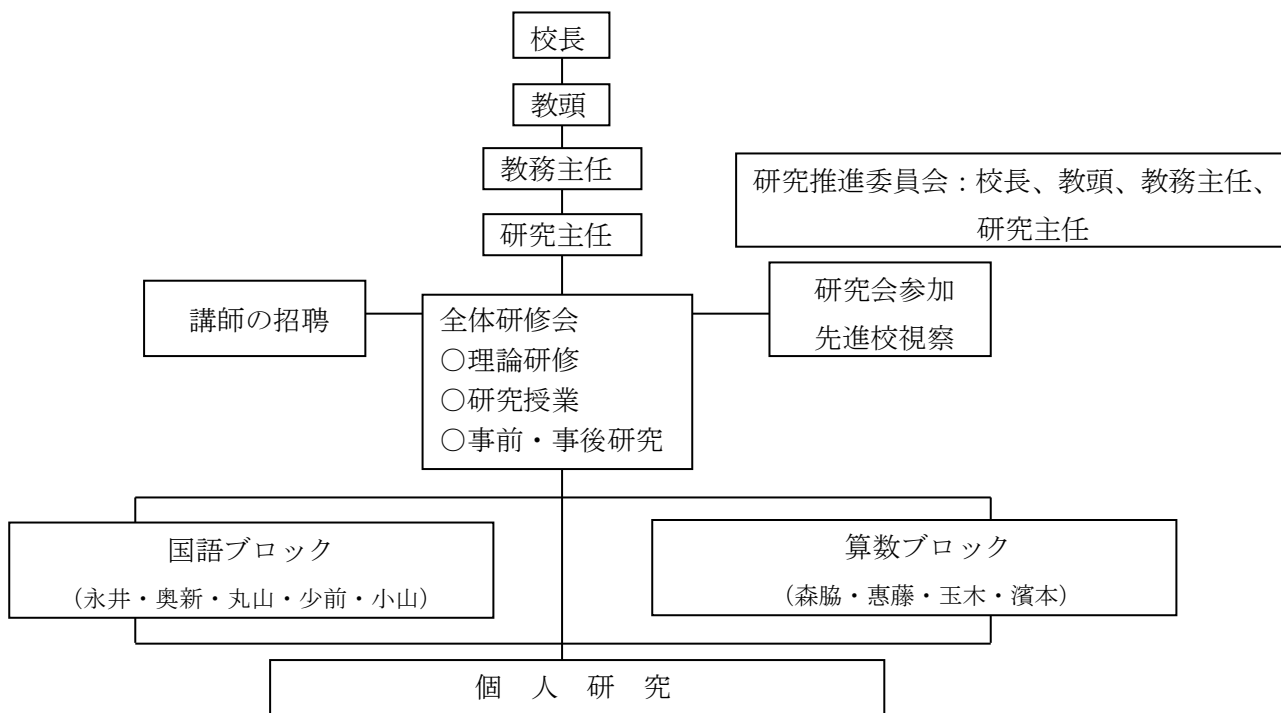 校長
教頭
教務主任
研究推進委員会：校長、教頭、教務主任、
研究主任
研究主任
講師の招聘
全体研修会
○理論研修
○研究授業
○事前・事後研究
研究会参加
先進校視察
国語ブロック
（永井・奥新・丸山・少前・小山）
算数ブロック
（森脇・惠藤・玉木・濱本）
個　人　研　究